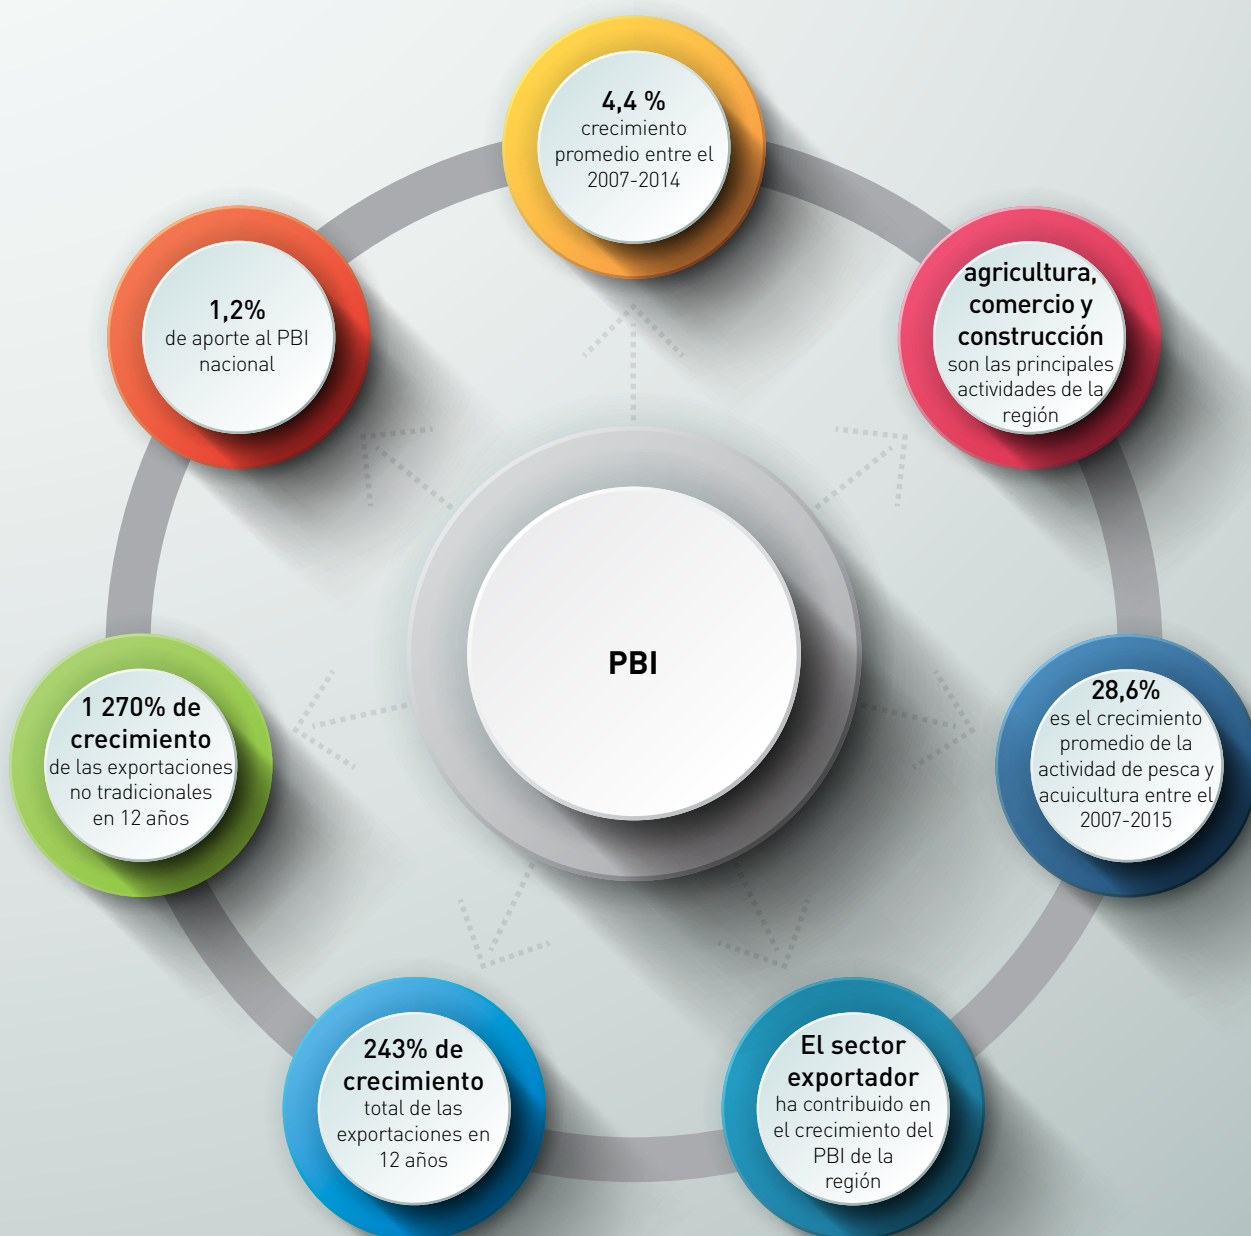 4,4 %
crecimiento
promedio entre el
2007-2014
agricultura,
comercio y
construcción
son las principales
actividades de la
región
1,2%
de aporte al PBI
nacional
PBI
28,6%
es el crecimiento
promedio de la
actividad de pesca y
acuicultura entre el
2007-2015
1 270% de
crecimiento
de las exportaciones
no tradicionales
en 12 años
243% de
crecimiento
total de las
exportaciones en
12 años
El sector
exportador
ha contribuido en
el crecimiento del
PBI de la
región